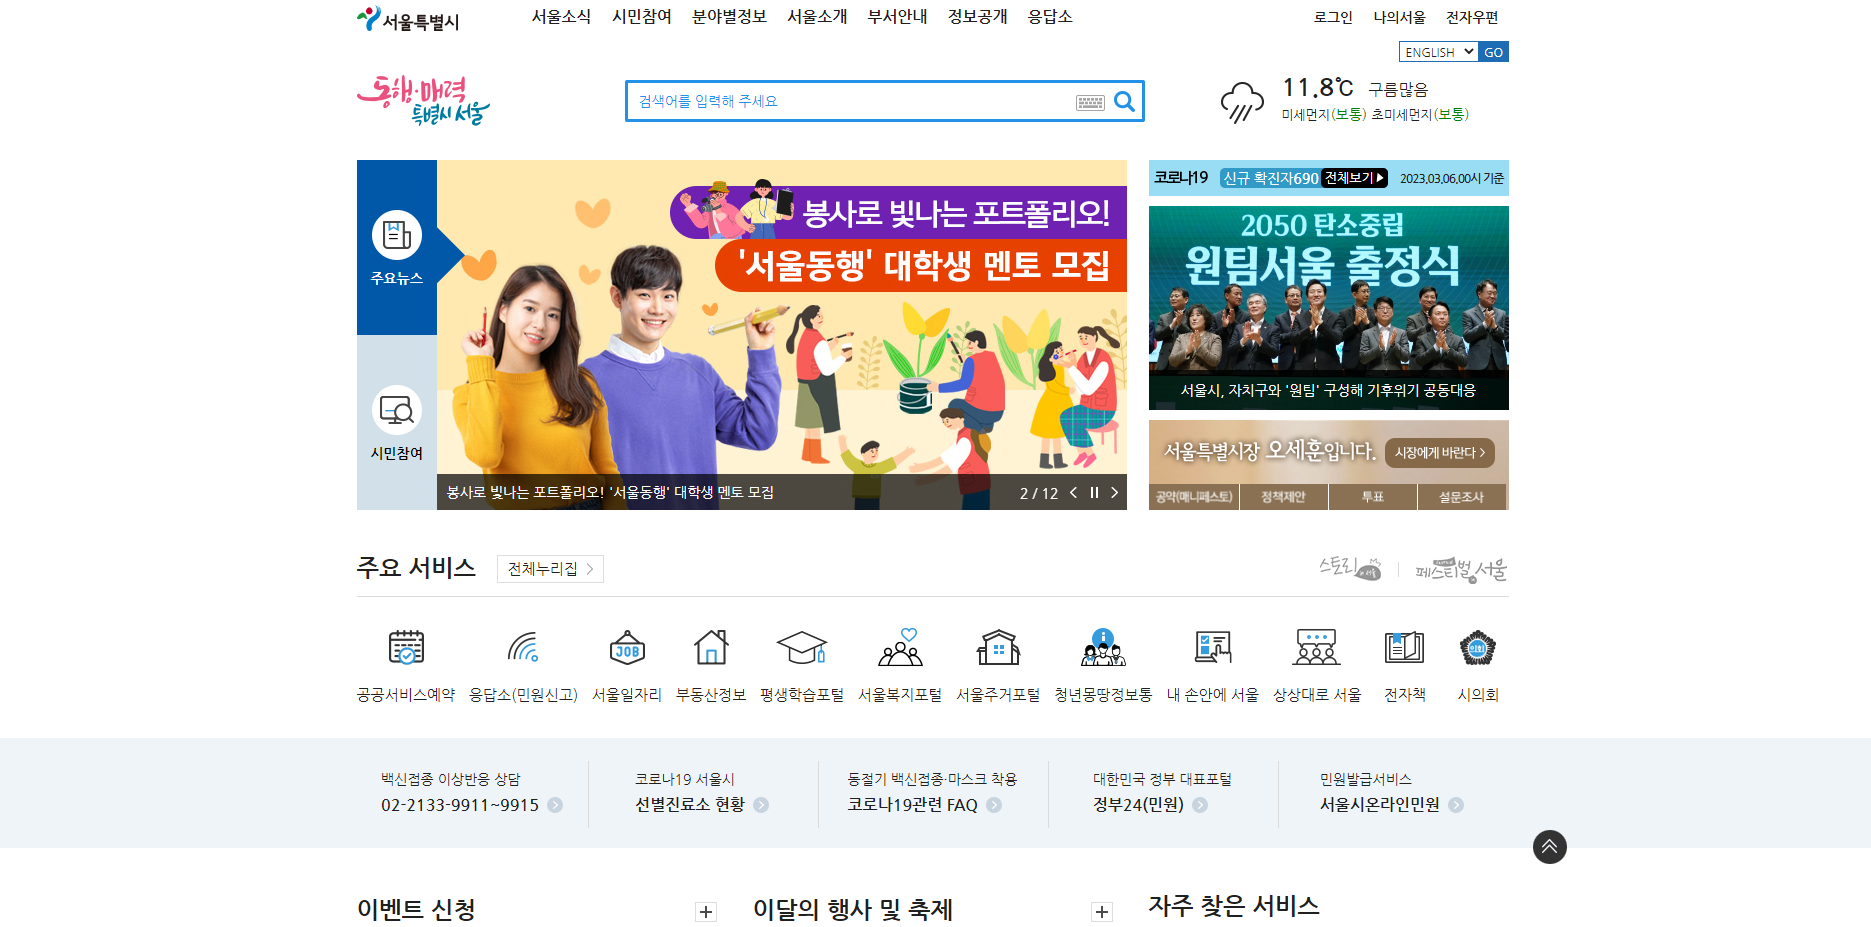 서울특별시
서울소식 시민참여 분야별정보 서울소개 부서안내 정보공개 응답소
로그인 나의서울 전자우편
ENGLISH GO
동행·매력
특별시 서울
검색어를 입력해 주세요
11.8℃ 구름많음
미세먼지(보통) 초미세먼지(보통)
주요뉴스
시민참여
봉사로 빛나는 포트폴리오!
'서울동행' 대학생 멘토 모집
봉사로 빛나는 포트폴리오! '서울동행' 대학생 멘토 모집
2 / 12
코로나19 신규 확진자690 전체보기 2023.03.06.00시 기준
2050 탄소중립
원팀서울 출정식
서울시, 자치구와 '원팀' 구성해 기후위기 공동대응
서울특별시장 오세훈입니다. 시장에게 바란다 >
공약(매니페스토) 정책제안 투표 설문조사
주요 서비스 전체누리집 >
스토리 in 서울
페스티벌 서울
JOB
공공서비스예약 응답소(민원신고) 서울일자리 부동산정보 평생학습포털 서울복지포털 서울주거포털 청년몽땅정보통 내 손안에 서울 상상대로 서울 전자책 시의회
백신접종 이상반응 상담
02-2133-9911~9915
코로나19 서울시
선별진료소 현황
동절기 백신접종·마스크 착용
코로나19관련 FAQ
대한민국 정부 대표포털
정부24(민원)
민원발급서비스
서울시온라인민원
이벤트 신청
이달의 행사 및 축제
자주 찾은 서비스